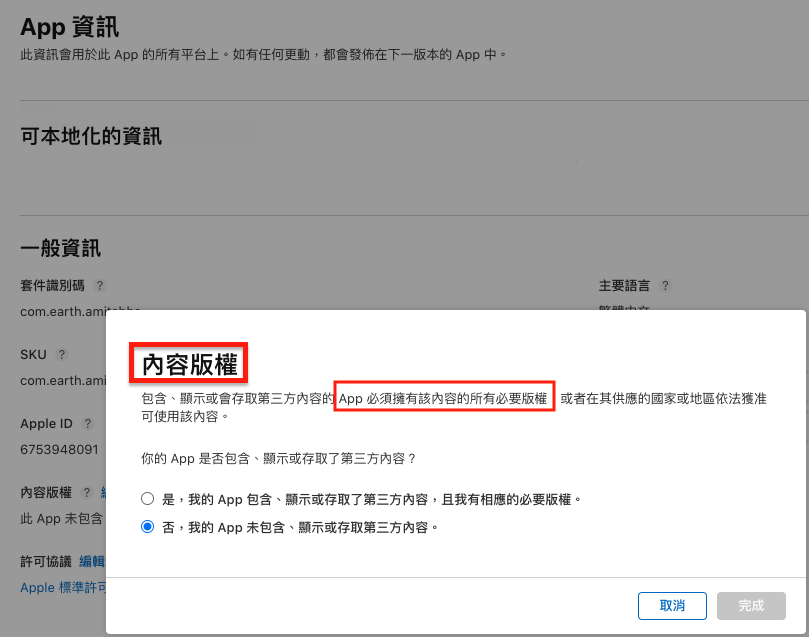 App 資訊
此資訊會用於此 App 的所有平台上。如有任何更動，都會發佈在下一版本的 App 中。
可本地化的資訊
一般資訊
套件識別碼 ?
主要語言 ?
com.earth.amitabha
繁體中文
SKU ?
com.earth.ami
Apple ID ?
6753948091
內容版權 ?
此 App 未包含
許可協議 編輯
Apple 標準許可
內容版權
包含、顯示或會存取第三方內容的 App 必須擁有該內容的所有必要版權，或者在其供應的國家或地區依法獲准
可使用該內容。
你的 App 是否包含、顯示或存取了第三方內容？
是，我的 App 包含、顯示或存取了第三方內容，且我有相應的必要版權。
否，我的 App 未包含、顯示或存取第三方內容。
取消
完成